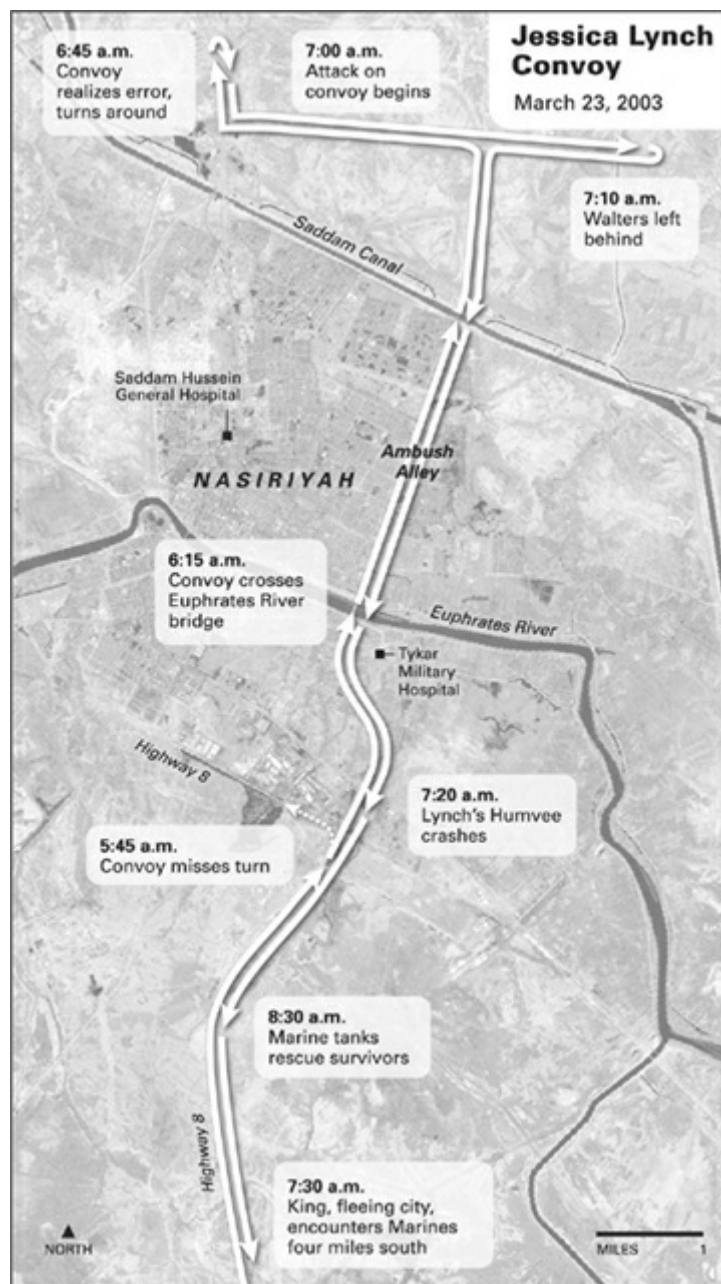 Jessica Lynch
Convoy
March 23, 2003
6:45 a.m.
Convoy
realizes error,
turns around
7:00 a.m.
Attack on
convoy begins
7:10 a.m.
Walters left
behind
Saddam Canal
Saddam Hussein
General Hospital
NASIRIYAH
Ambush
Alley
6:15 a.m.
Convoy crosses
Euphrates River
bridge
Euphrates River
Tykar
Military
Hospital
Highway 8
7:20 a.m.
Lynch's Humvee
crashes
5:45 a.m.
Convoy misses turn
8:30 a.m.
Marine tanks
rescue survivors
Highway 8
7:30 a.m.
King, fleeing city,
encounters Marines
four miles south
NORTH
MILES 1